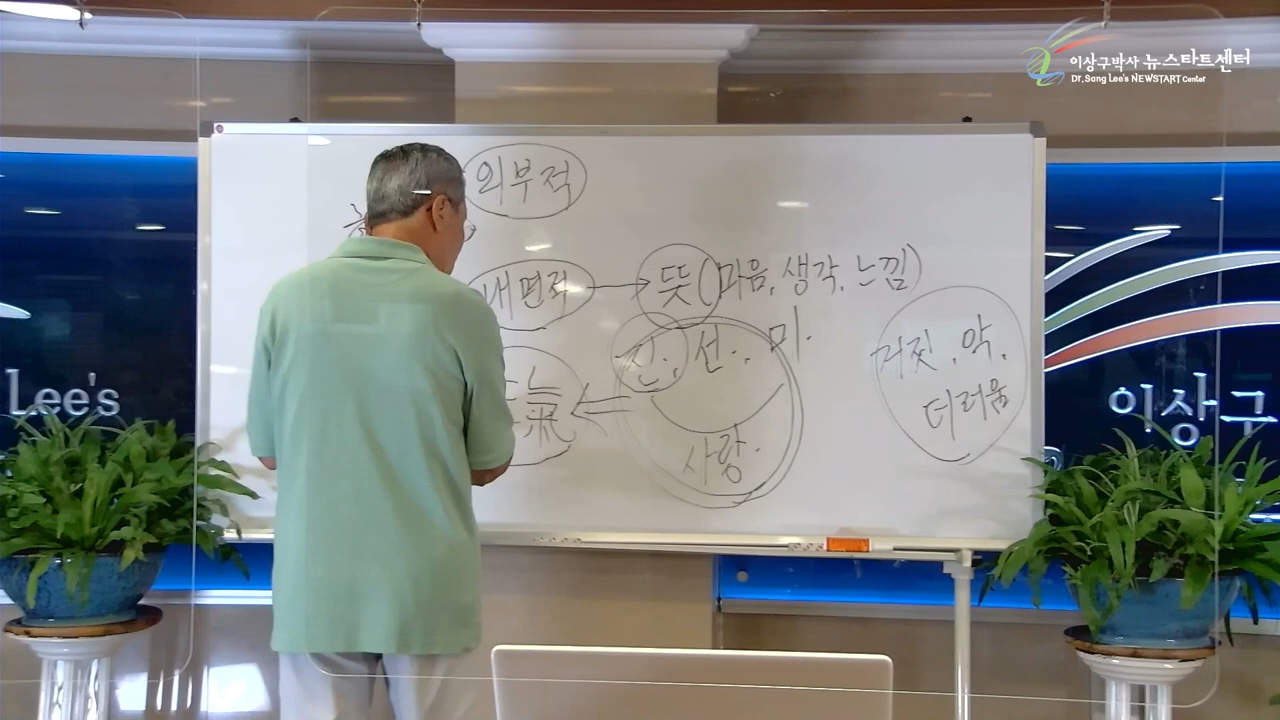 이상구박사 뉴스타트센터
Dr. Sang Lee's NEWSTART Center
외부적
내면적 뜻(마음, 생각, 느낌)
진, 선, 미.
거짓, 악,
더러움
氣
사랑.
Lee's
이상구